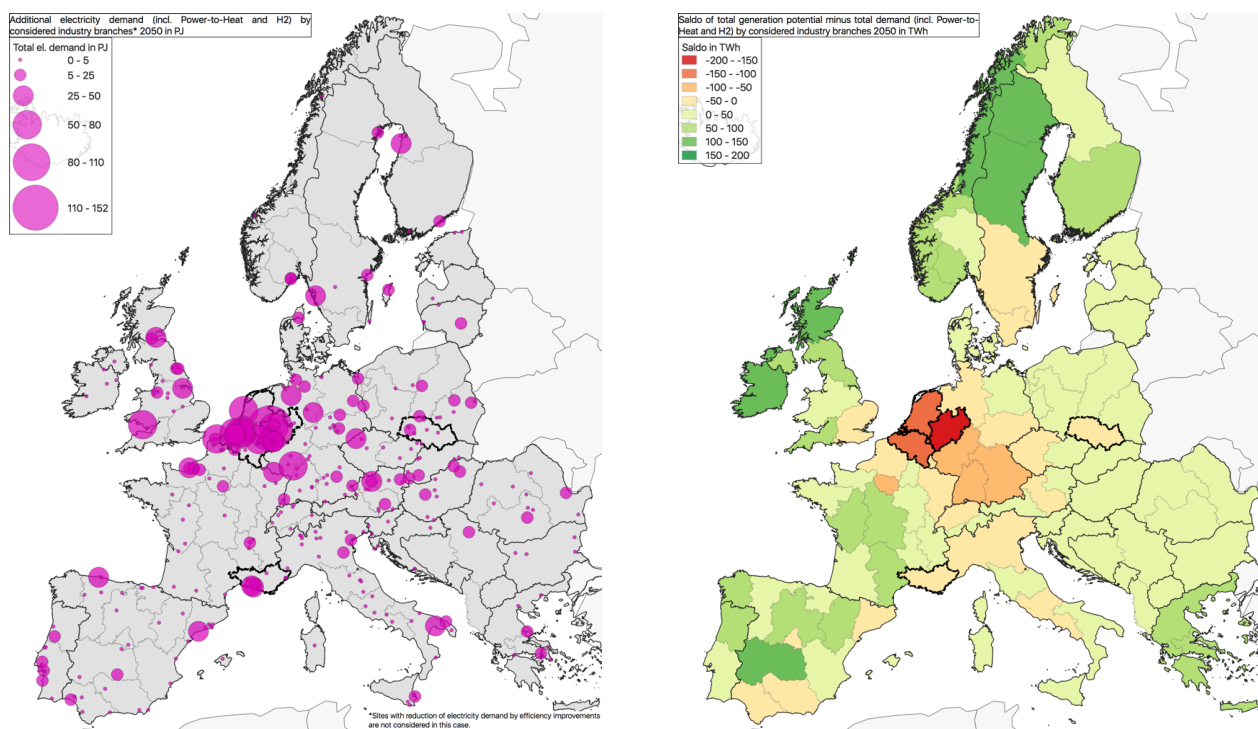 Additional electricity demand (incl. Power-to-Heat and H2) by
considered industry branches* 2050 in PJ
Total el. demand in PJ
0 - 5
5 - 25
25 - 50
50 - 80
80 - 110
110 - 152
*Sites with reduction of electricity demand by efficiency improvements
are not considered in this case.
Saldo of total generation potential minus total demand (incl. Power-to-
Heat and H2) by considered industry branches 2050 in TWh
Saldo in TWh
-200 - -150
-150 - -100
-100 - -50
-50 - 0
0 - 50
50 - 100
100 - 150
150 - 200